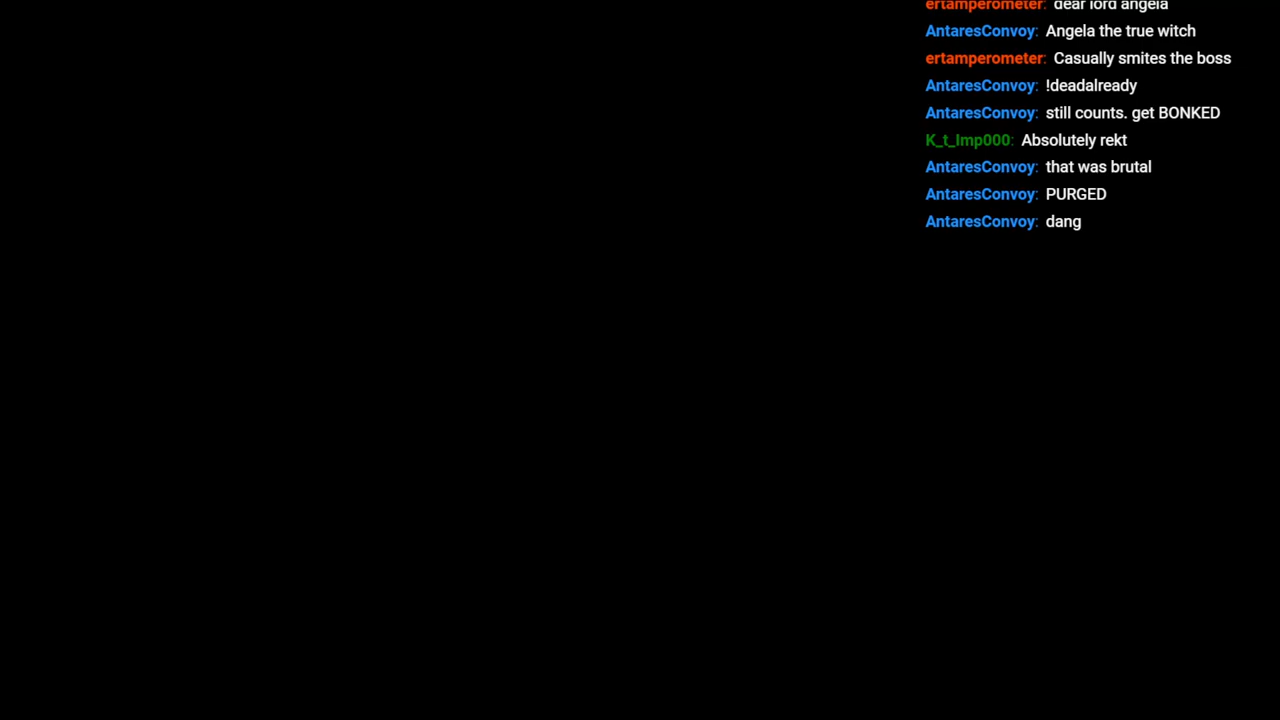 ertamperometer: dear lord angela
AntaresConvoy: Angela the true witch
ertamperometer: Casually smites the boss
AntaresConvoy: !deadalready
AntaresConvoy: still counts. get BONKED
K_t_Imp000: Absolutely rekt
AntaresConvoy: that was brutal
AntaresConvoy: PURGED
AntaresConvoy: dang